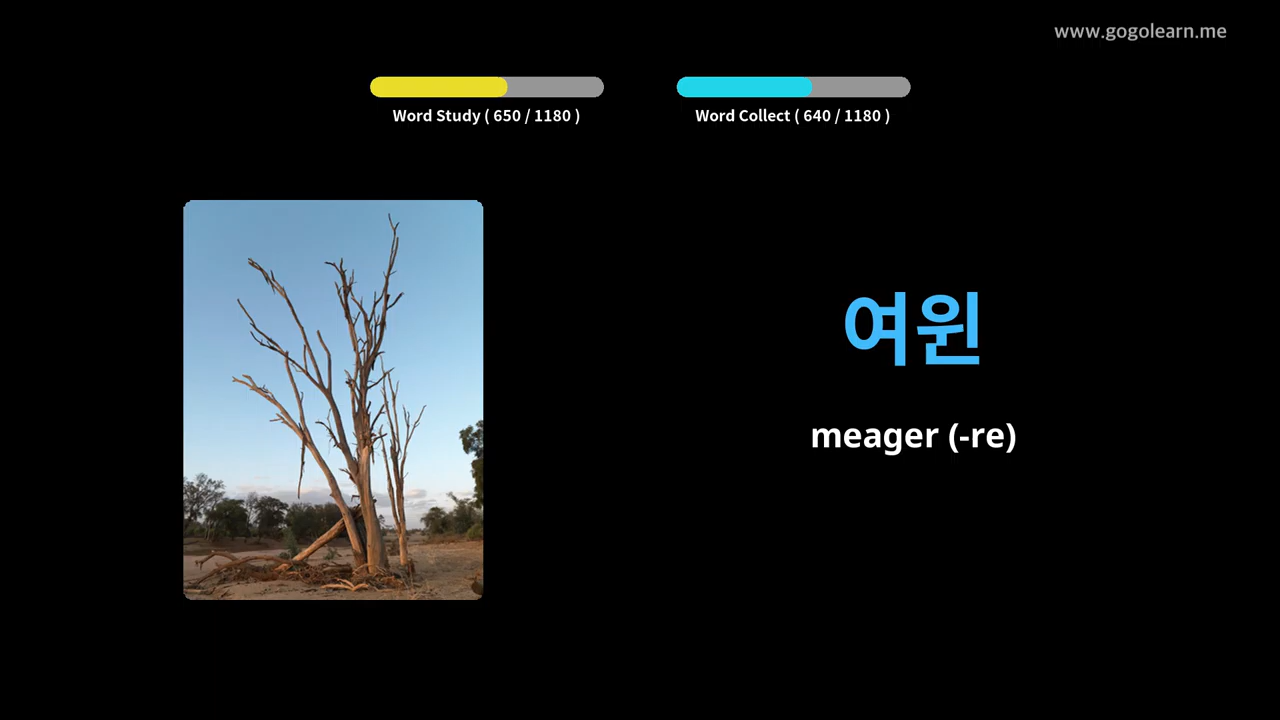 www.gogolearn.me
Word Study ( 650 / 1180 )
Word Collect ( 640 / 1180 )
여윈
meager (-re)